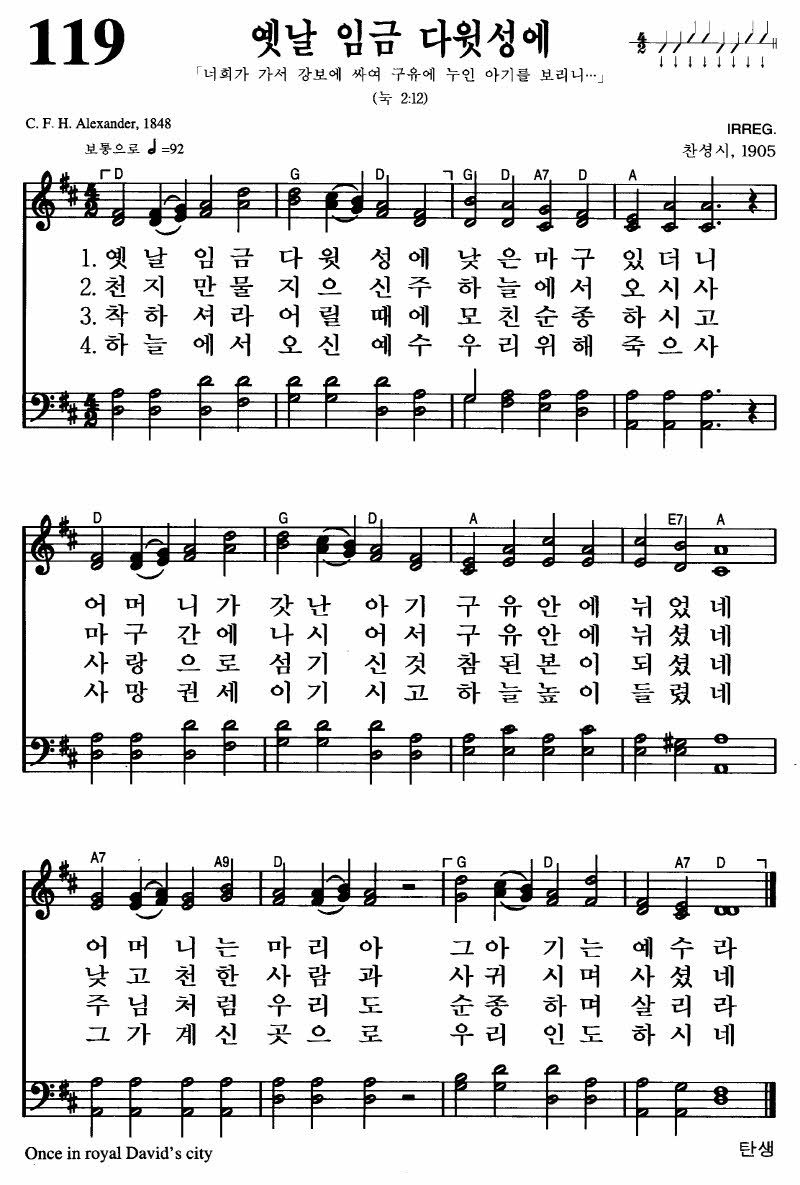 119
옛날 임금 다윗성에
「너희가 가서 강보에 싸여 구유에 누인 아기를 보리니…」
(눅 2:12)
C. F. H. Alexander, 1848
IRREG.
보통으로 =92
찬셩시, 1905
D G D G D A7 D A
4 2
1. 옛 날 임 금 다 윗 성 에 낮 은 마 구 있 더 니
2. 천 지 만 물 지 으 신 주 하 늘 에 서 오 시 사
3. 착 하 셔 라 어 릴 때 에 모 친 순 종 하 시 고
4. 하 늘 에 서 오 신 예 수 우 리 위 해 죽 으 사
D G D A E7 A
어 머 니 가 갓 난 아 기 구 유 안 에 뉘 었 네
마 구 간 에 나 시 어 서 구 유 안 에 뉘 셨 네
사 랑 으 로 섬 기 신 것 참 된 본 이 되 셨 네
사 망 권 세 이 기 시 고 하 늘 높 이 들 렸 네
A7 A9 D G D A7 D
어 머 니 는 마 리 아 그 아 기 는 예 수 라
낮 고 천 한 사 람 과 사 귀 시 며 사 셨 네
주 님 처 럼 우 리 도 순 종 하 며 살 리 라
그 가 계 신 곳 으 로 우 리 인 도 하 시 네
Once in royal David's city
탄생